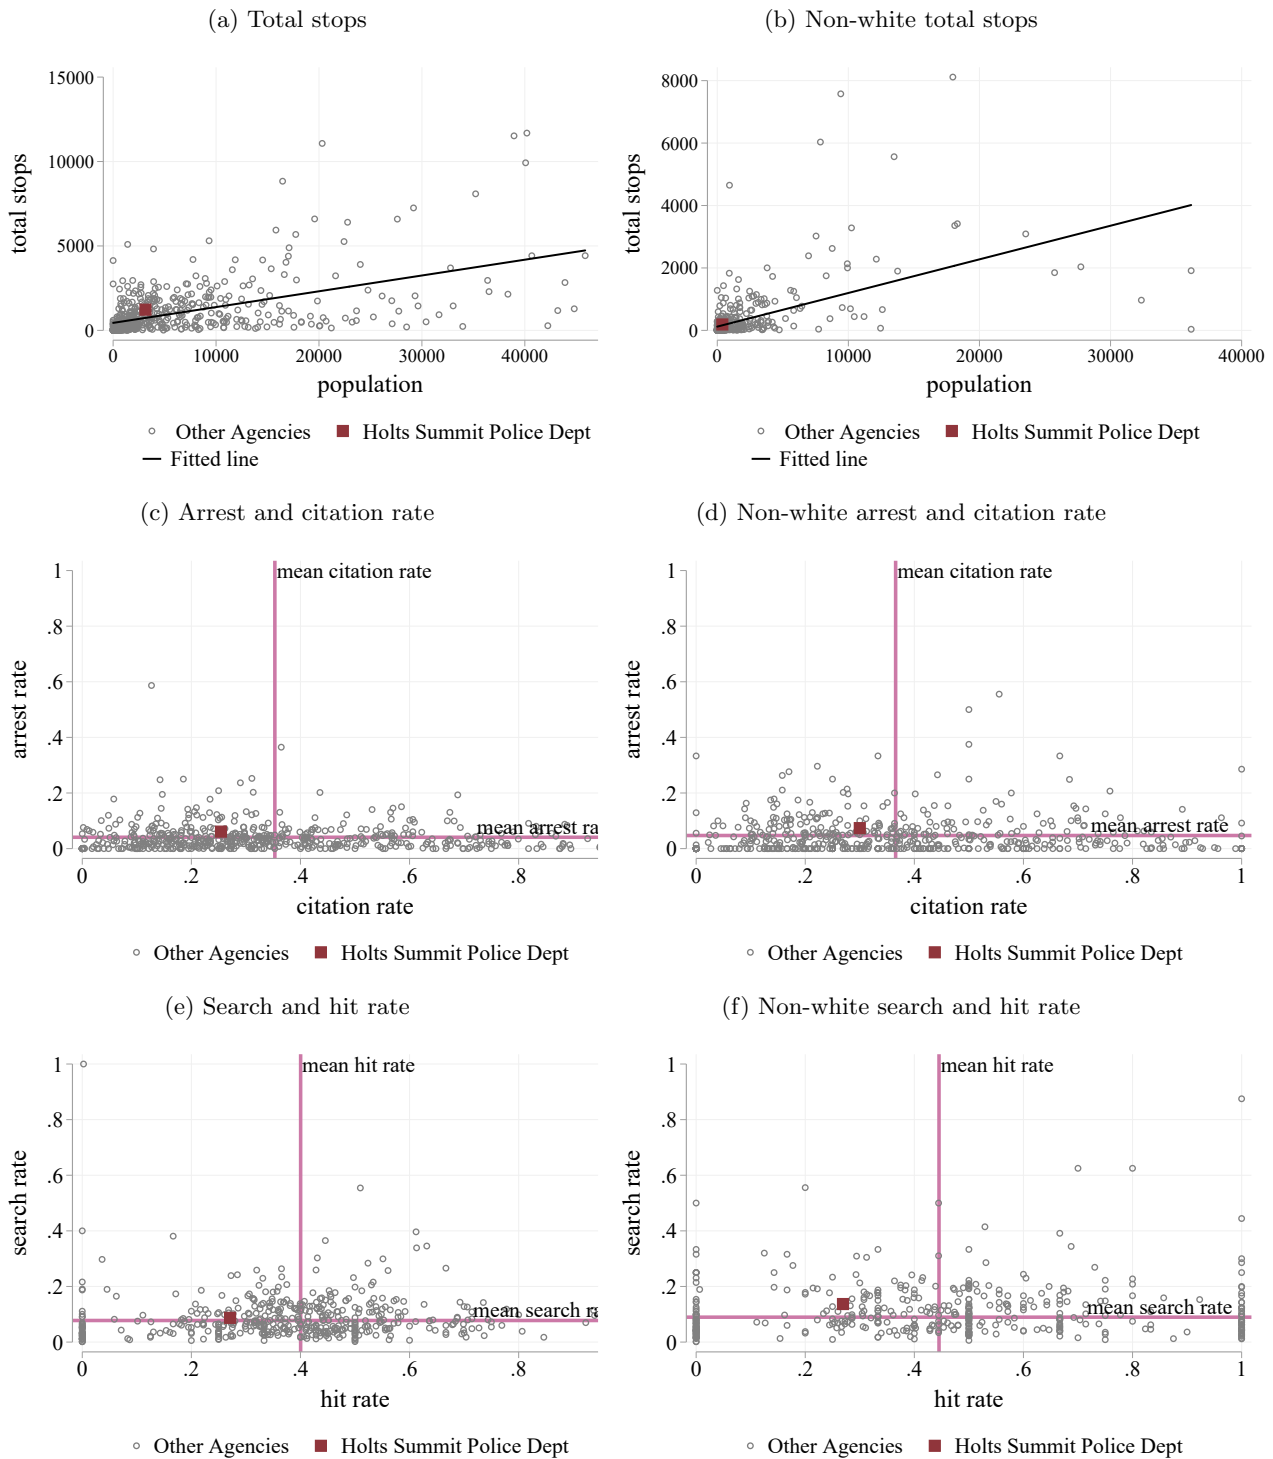 (a) Total stops
(b) Non-white total stops
total stops
15000
10000
5000
0
0 10000 20000 30000 40000
population
Other Agencies Holts Summit Police Dept
Fitted line
total stops
8000
6000
4000
2000
0
0 10000 20000 30000 40000
population
Other Agencies Holts Summit Police Dept
Fitted line
(c) Arrest and citation rate
(d) Non-white arrest and citation rate
arrest rate
1
.8
.6
.4
.2
0
mean citation rate
mean arrest ra
0 .2 .4 .6 .8
citation rate
Other Agencies Holts Summit Police Dept
arrest rate
1
.8
.6
.4
.2
0
mean citation rate
mean arrest rate
0 .2 .4 .6 .8 1
citation rate
Other Agencies Holts Summit Police Dept
(e) Search and hit rate
(f) Non-white search and hit rate
search rate
1
.8
.6
.4
.2
0
mean hit rate
mean search ra
0 .2 .4 .6 .8
hit rate
Other Agencies Holts Summit Police Dept
search rate
1
.8
.6
.4
.2
0
mean hit rate
mean search rate
0 .2 .4 .6 .8 1
hit rate
Other Agencies Holts Summit Police Dept